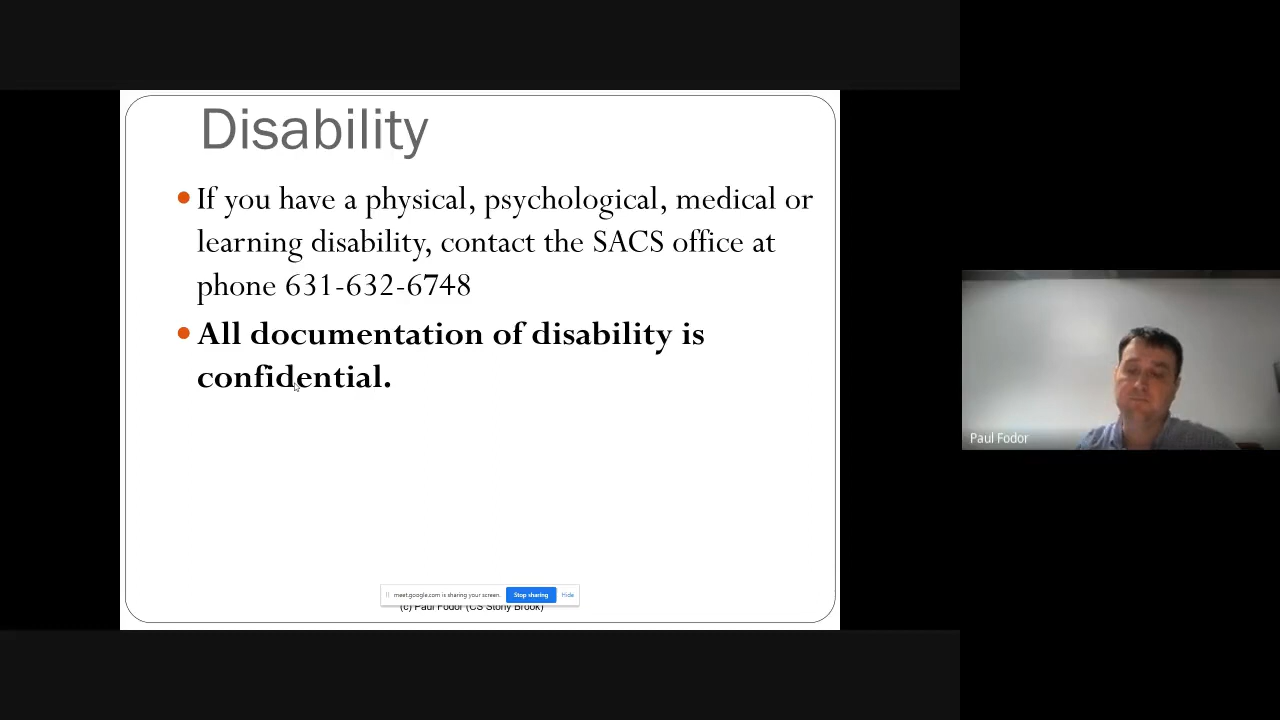 Disability
If you have a physical, psychological, medical or
learning disability, contact the SACS office at
phone 631-632-6748
All documentation of disability is
confidential.
meet.google.com is sharing your screen.
Stop sharing
Hide
(c) Paul Fodor (CS Stony Brook)
Paul Fodor